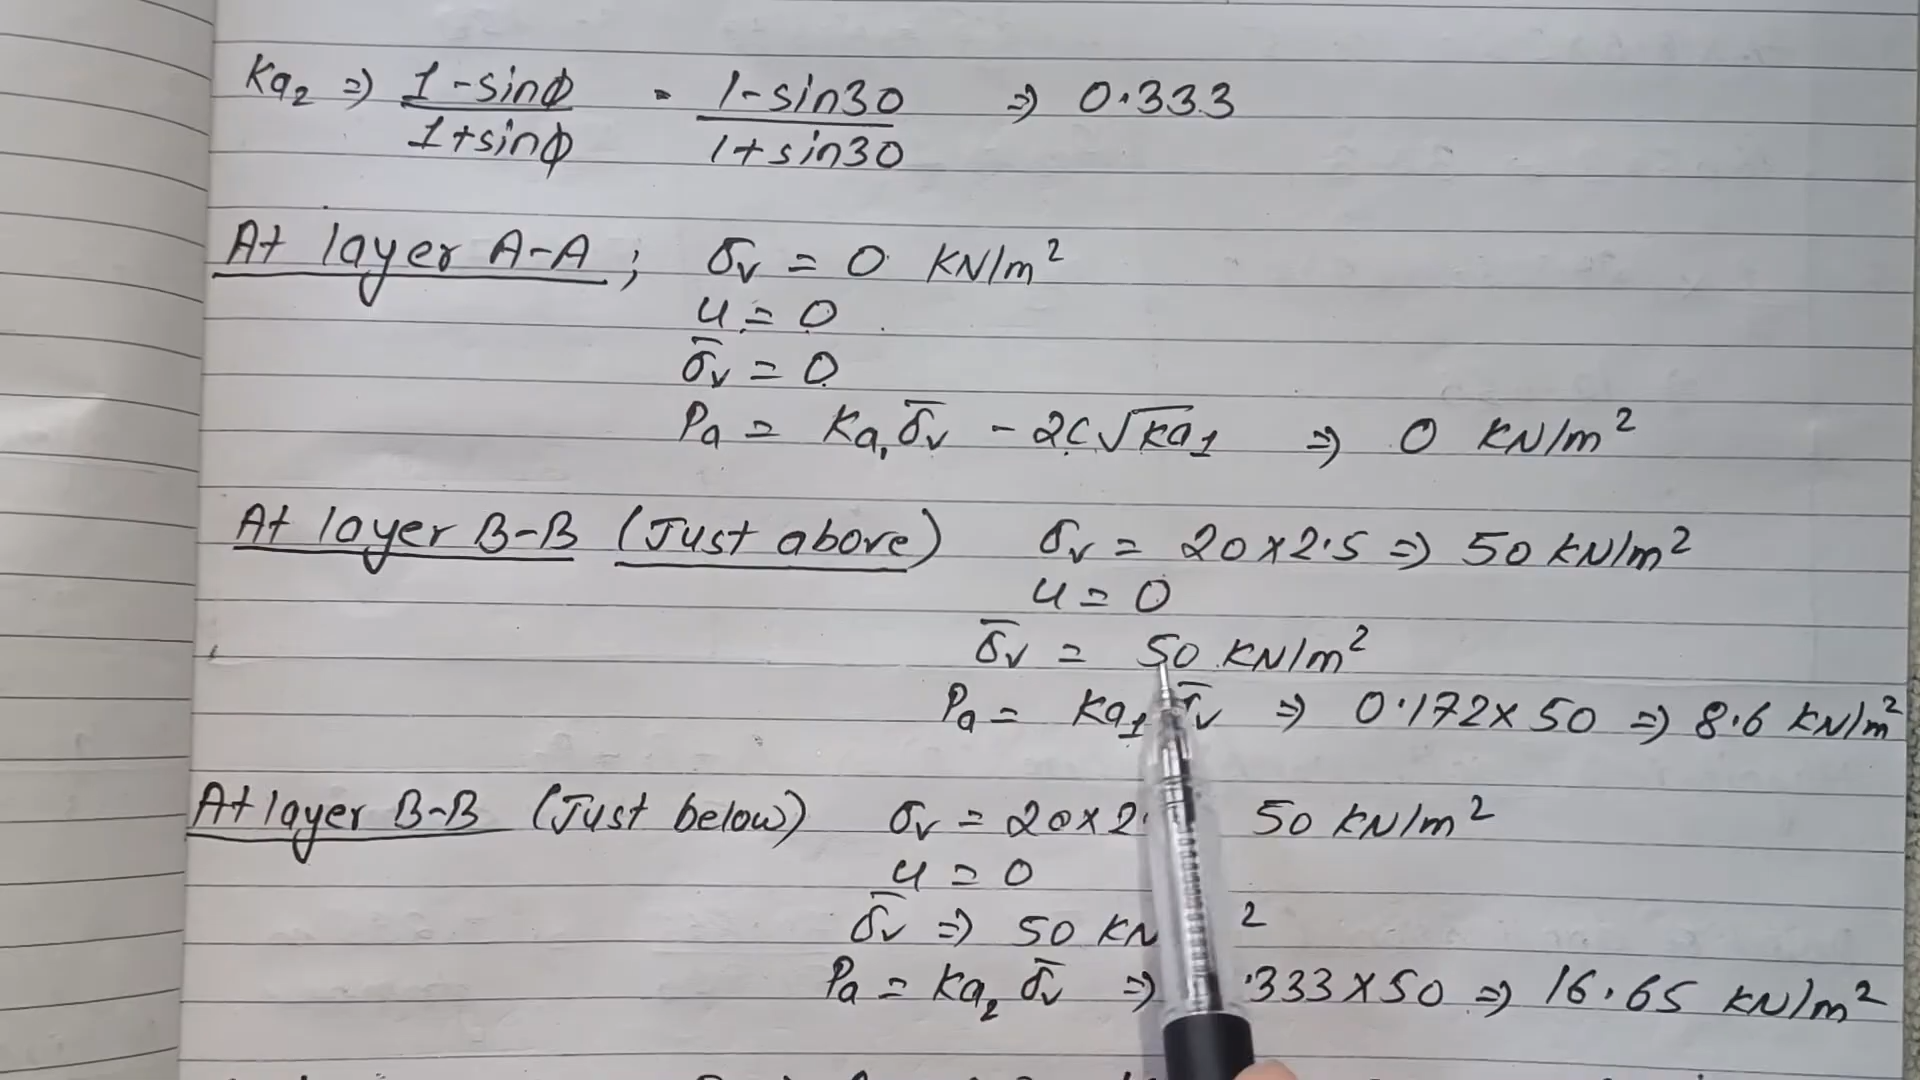 Ka₂ ⇒ 1-sinϕ / 1+sinϕ = 1-sin30 / 1+sin30 ⇒ 0.333
At layer A-A ; σv = 0 KN/m²
u = 0
σ̄v = 0
Pa = Ka₁ σ̄v - 2C√Ka₁ ⇒ 0 KN/m²
At layer B-B (Just above) σv = 20×2.5 ⇒ 50 KN/m²
u = 0
σ̄v = 50 KN/m²
Pa = Ka₁ σ̄v ⇒ 0.172×50 ⇒ 8.6 KN/m²
At layer B-B (Just below) σv = 20×2. 50 KN/m²
u = 0
σ̄v ⇒ 50 KN 2
Pa = Ka₂ σ̄v ⇒ .333×50 ⇒ 16.65 KN/m²